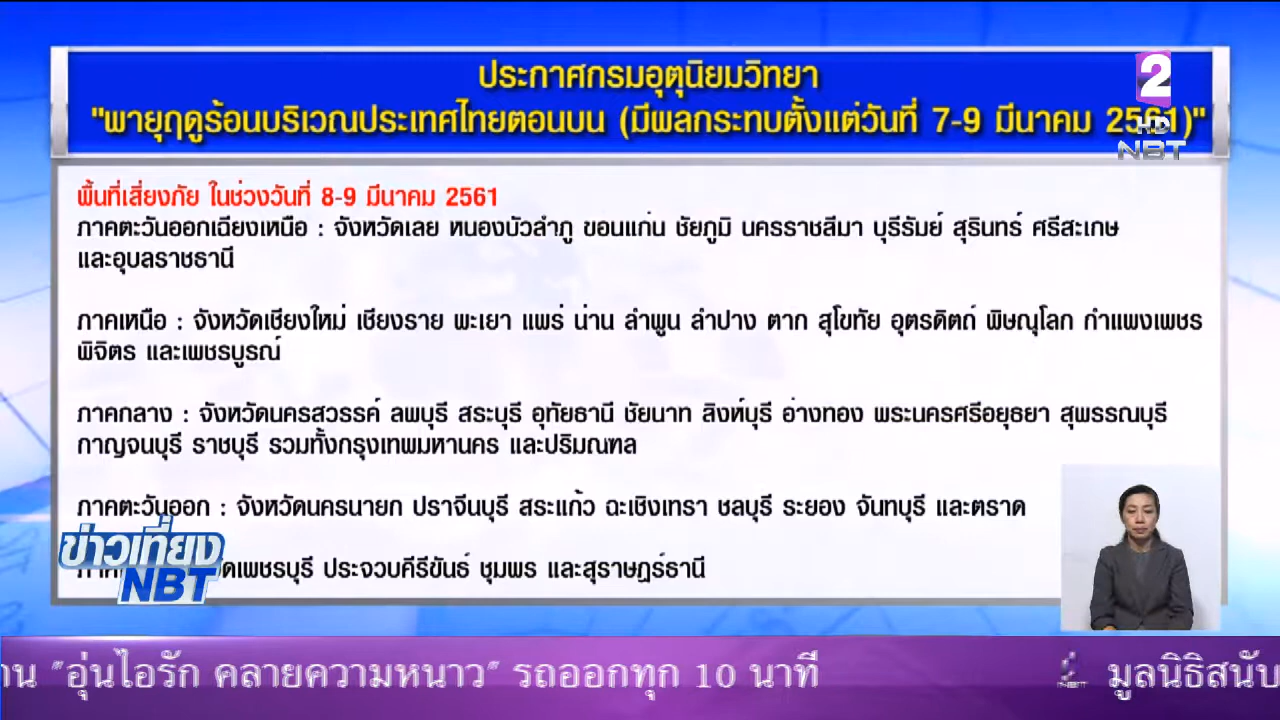 ประกาศกรมอุตุนิยมวิทยา
"พายุฤดูร้อนบริเวณประเทศไทยตอนบน (มีผลกระทบตั้งแต่วันที่ 7-9 มีนาคม 2561)"
2
HD
NBT
พื้นที่เสี่ยงภัย ในช่วงวันที่ 8-9 มีนาคม 2561
ภาคตะวันออกเฉียงเหนือ : จังหวัดเลย หนองบัวลำภู ขอนแก่น ชัยภูมิ นครราชสีมา บุรีรัมย์ สุรินทร์ ศรีสะเกษ
และอุบลราชธานี
ภาคเหนือ : จังหวัดเชียงใหม่ เชียงราย พะเยา แพร่ น่าน ลำพูน ลำปาง ตาก สุโขทัย อุตรดิตถ์ พิษณุโลก กำแพงเพชร
พิจิตร และเพชรบูรณ์
ภาคกลาง : จังหวัดนครสวรรค์ ลพบุรี สระบุรี อุทัยธานี ชัยนาท สิงห์บุรี อ่างทอง พระนครศรีอยุธยา สุพรรณบุรี
กาญจนบุรี ราชบุรี รวมทั้งกรุงเทพมหานคร และปริมณฑล
ภาคตะวันออก : จังหวัดนครนายก ปราจีนบุรี สระแก้ว ฉะเชิงเทรา ชลบุรี ระยอง จันทบุรี และตราด
เพชรบุรี ประจวบคีรีขันธ์ ชุมพร และสุราษฎร์ธานี
ข่าวเที่ยง
NBT
"อุ่นไอรัก คลายความหนาว" รถออกทุก 10 นาที
มูลนิธิสนับ